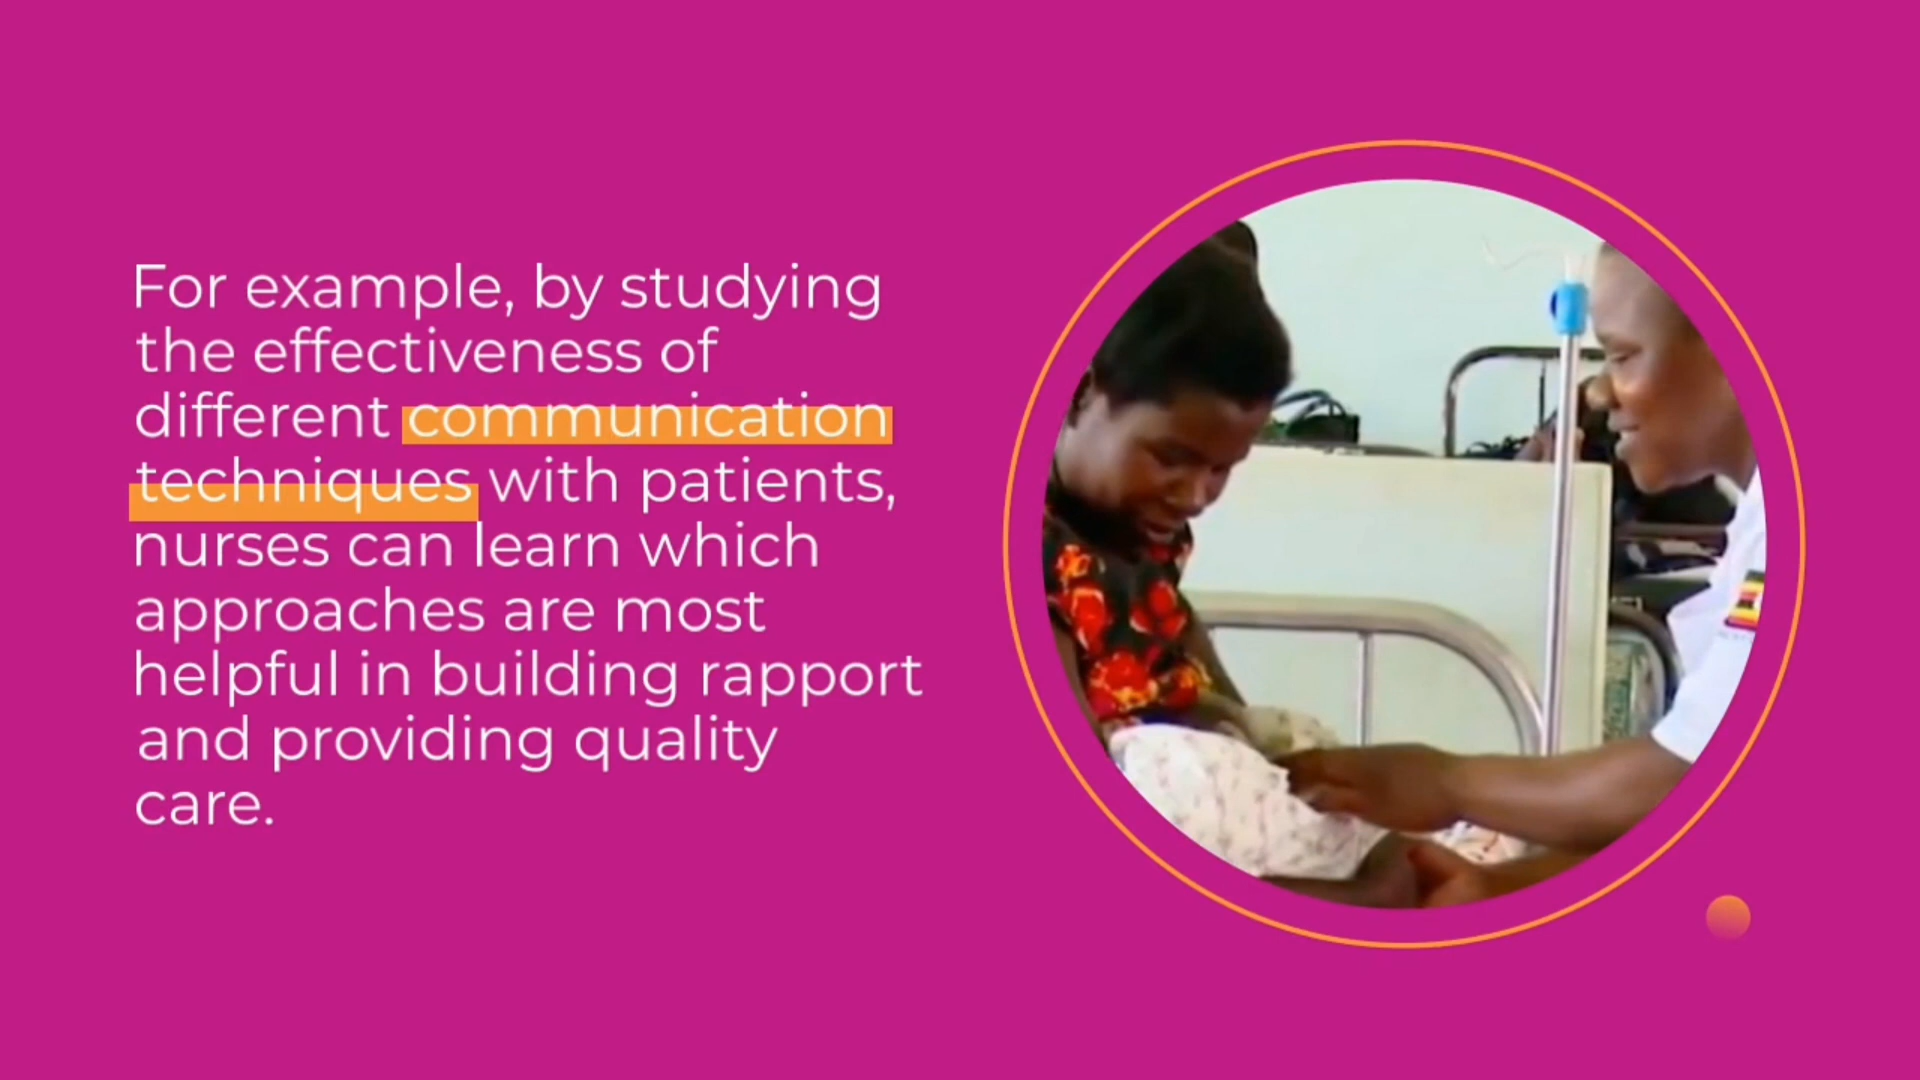 For example, by studying
the effectiveness of
different communication
techniques with patients,
nurses can learn which
approaches are most
helpful in building rapport
and providing quality
care.